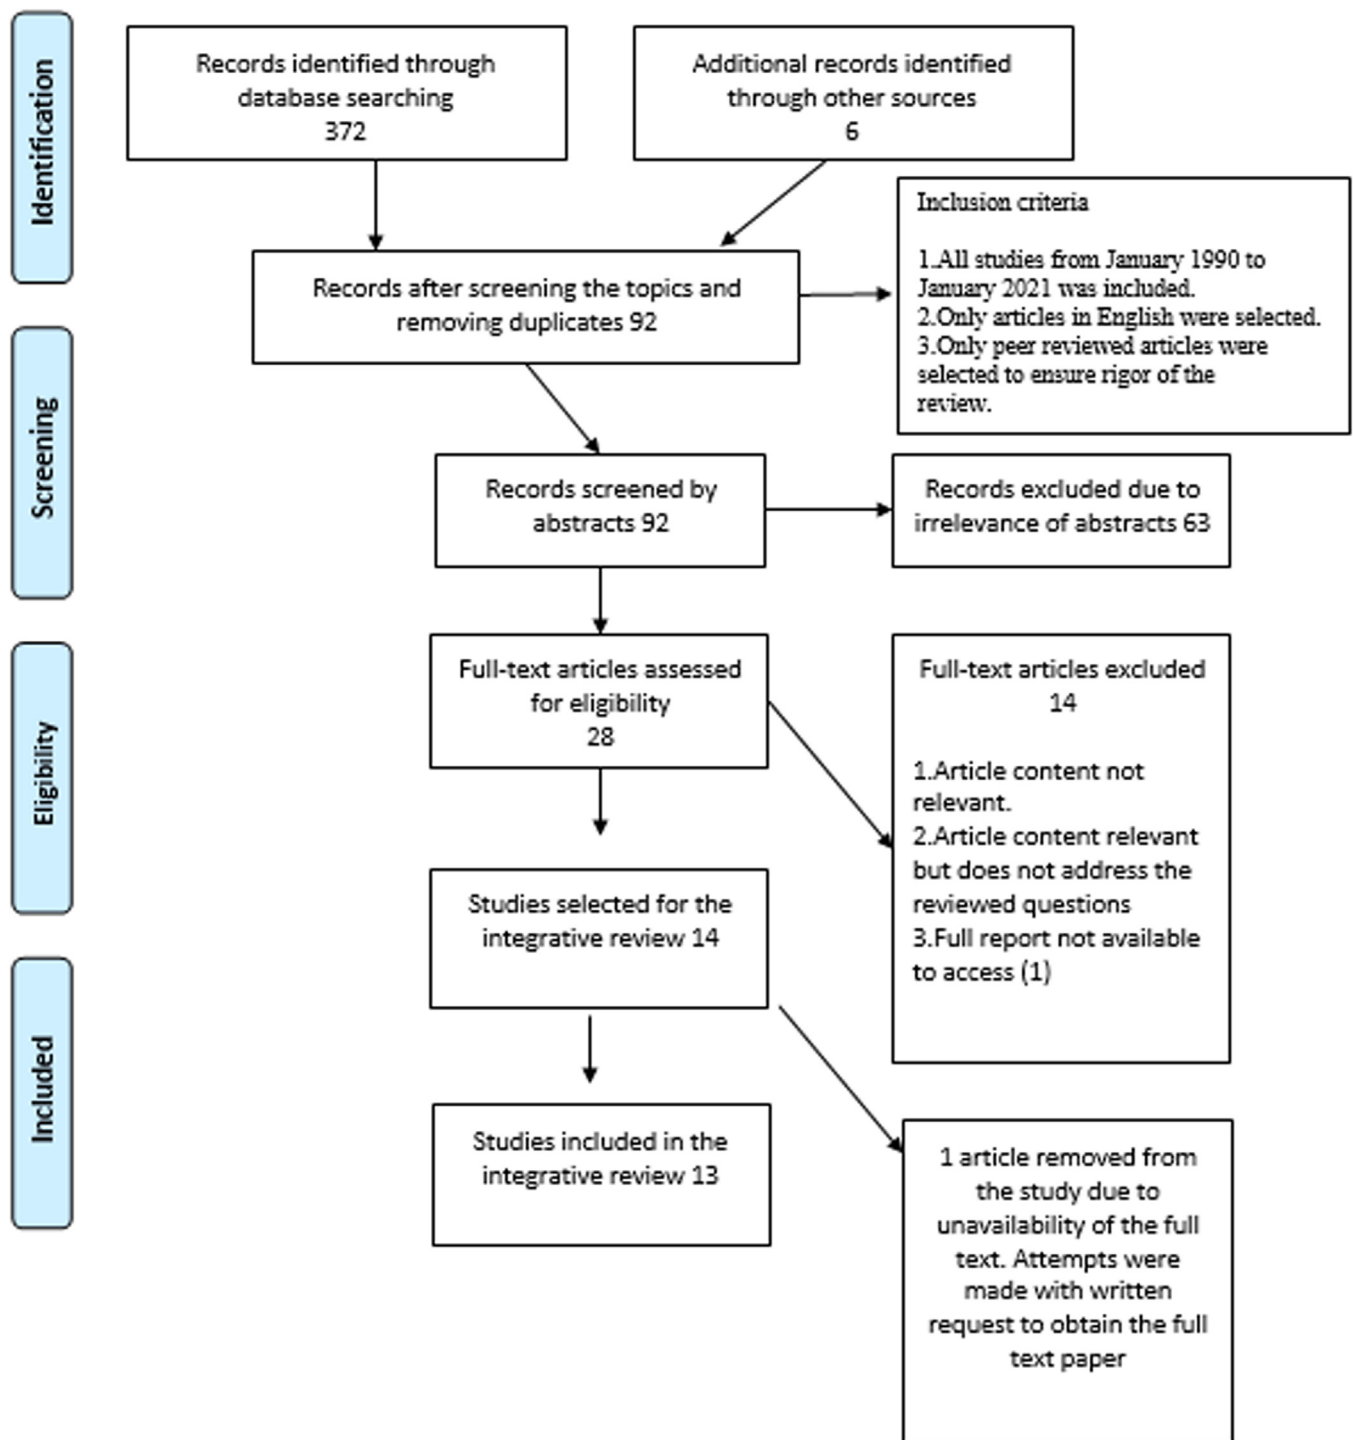 Identification
Records identified through
database searching
372
Additional records identified
through other sources
6
Records after screening the topics and
removing duplicates 92
Inclusion criteria
1.All studies from January 1990 to
January 2021 was included.
2.Only articles in English were selected.
3.Only peer reviewed articles were
selected to ensure rigor of the
review.
Screening
Records screened by
abstracts 92
Records excluded due to
irrelevance of abstracts 63
Eligibility
Full-text articles assessed
for eligibility
28
Full-text articles excluded
14
1.Article content not
relevant.
2.Article content relevant
but does not address the
reviewed questions
3.Full report not available
to access (1)
Studies selected for the
integrative review 14
Included
Studies included in the
integrative review 13
1 article removed from
the study due to
unavailability of the full
text. Attempts were
made with written
request to obtain the full
text paper